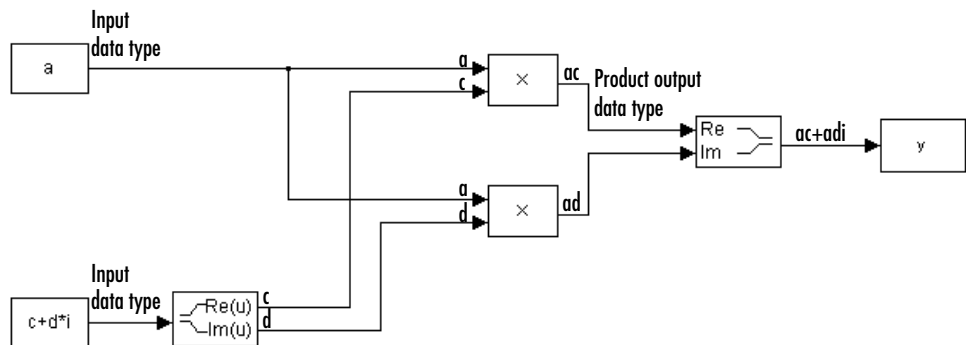 Input
data type
a
a
c
×
ac
Product output
data type
Re
Im
ac+adi
y
a
d
×
ad
Input
data type
c+d*i
Re(u)
Im(u)
c
d